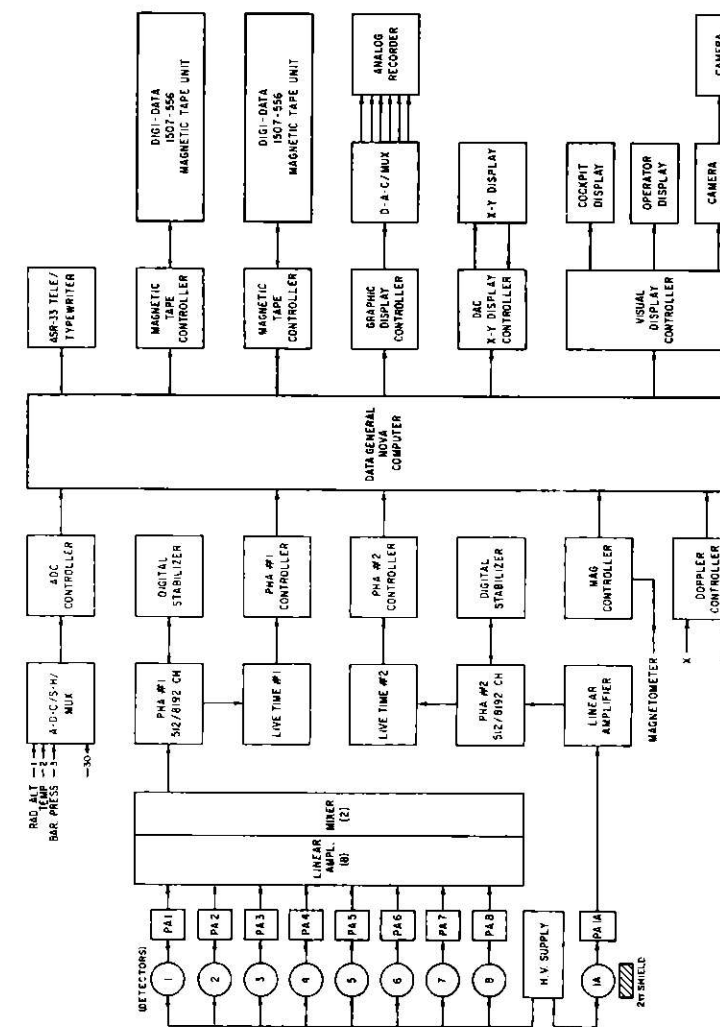 RAD. ALT —1
TEMP —2
BAR. PRESS —3
—30
A-D-C/S-H/
MUX
ADC
CONTROLLER
ASR-33 TELE/
TYPEWRITER
DIGI-DATA
1507-556
MAGNETIC TAPE UNIT
MAGNETIC
TAPE
CONTROLLER
DIGI-DATA
1507-556
MAGNETIC TAPE UNIT
MAGNETIC
TAPE
CONTROLLER
ANALOG
RECORDER
D-A-C/MUX
GRAPHIC
DISPLAY
CONTROLLER
X-Y DISPLAY
DAC
X-Y DISPLAY
CONTROLLER
COCKPIT
DISPLAY
OPERATOR
DISPLAY
CAMERA
CAMERA
VISUAL
DISPLAY
CONTROLLER
DATA GENERAL
NOVA
COMPUTER
DIGITAL
STABILIZER
PHA #1
CONTROLLER
PHA #2
CONTROLLER
DIGITAL
STABILIZER
MAG
CONTROLLER
DOPPLER
CONTROLLER
X
MAGNETOMETER
PHA #1
512/8192 CH
LIVE TIME #1
LIVE TIME #2
PHA #2
512/8192 CH
LINEAR
AMPLIFIER
MIXER
(2)
LINEAR
AMPL.
(8)
PA1
PA2
PA3
PA4
PA5
PA6
PA7
PA8
PA1A
(DETECTORS)
1
2
3
4
5
6
7
8
H.V. SUPPLY
1A
2π SHIELD